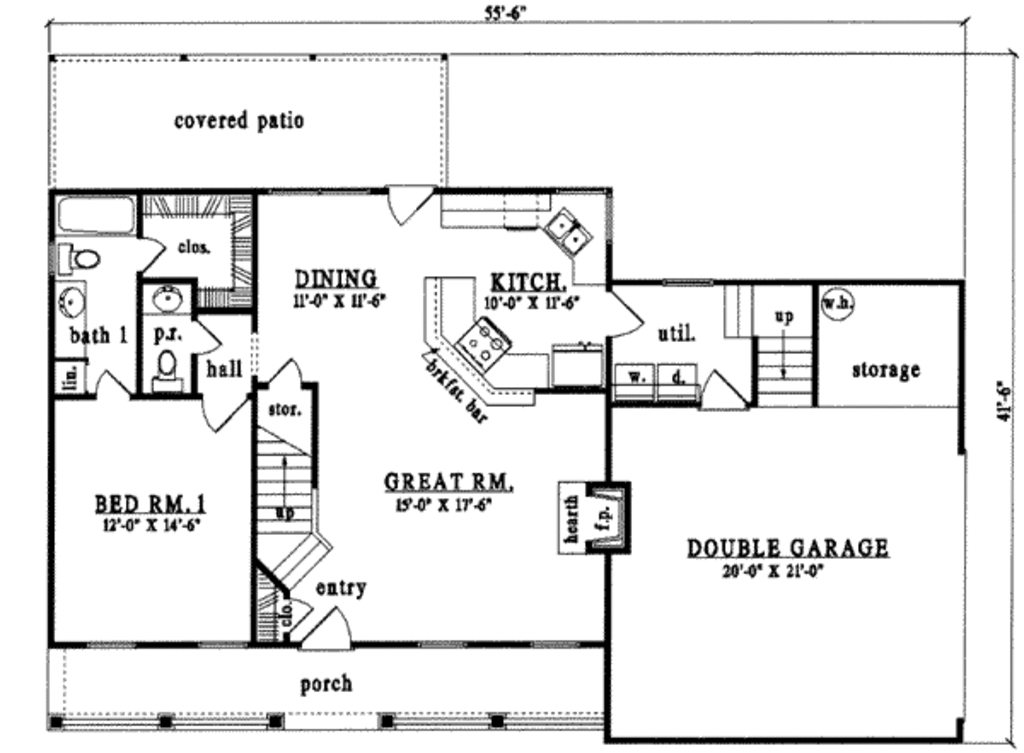 55'-6"
covered patio
clos.
DINING
11'-0" X 11'-6"
KITCH.
10'-0" X 11'-6"
w.h.
up
bath 1
p.r.
util.
hall
lin.
brkfst. bar
w.
d.
storage
41'-6"
stor.
BED RM. 1
12'-0" X 14'-6"
up
GREAT RM.
15'-0" X 17'-6"
hearth
f.p.
DOUBLE GARAGE
20'-0" X 21'-0"
entry
clo.
porch